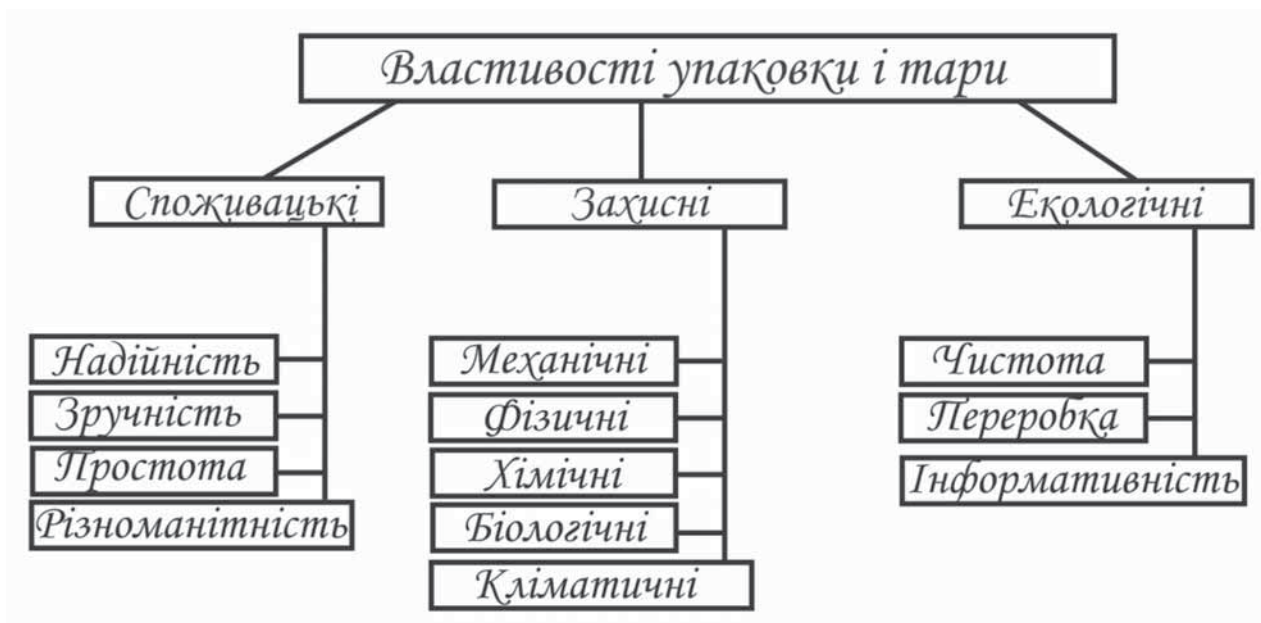 Властивості упаковки і тари
Споживацькі
Захисні
Екологічні
Надійність
Зручність
Простота
Різноманітність
Механічні
Фізичні
Хімічні
Біологічні
Кліматичні
Чистота
Переробка
Інформативність